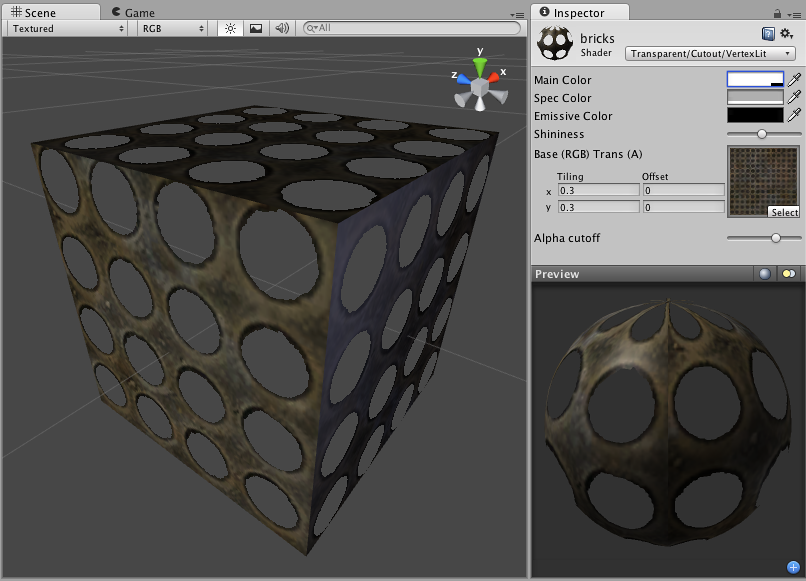 Scene
Game
Textured
RGB
All
y
x
z
Inspector
bricks
Shader
Transparent/Cutout/VertexLit
Main Color
Spec Color
Emissive Color
Shininess
Base (RGB) Trans (A)
Tiling Offset
x 0.3 0
y 0.3 0
Select
Alpha cutoff
Preview